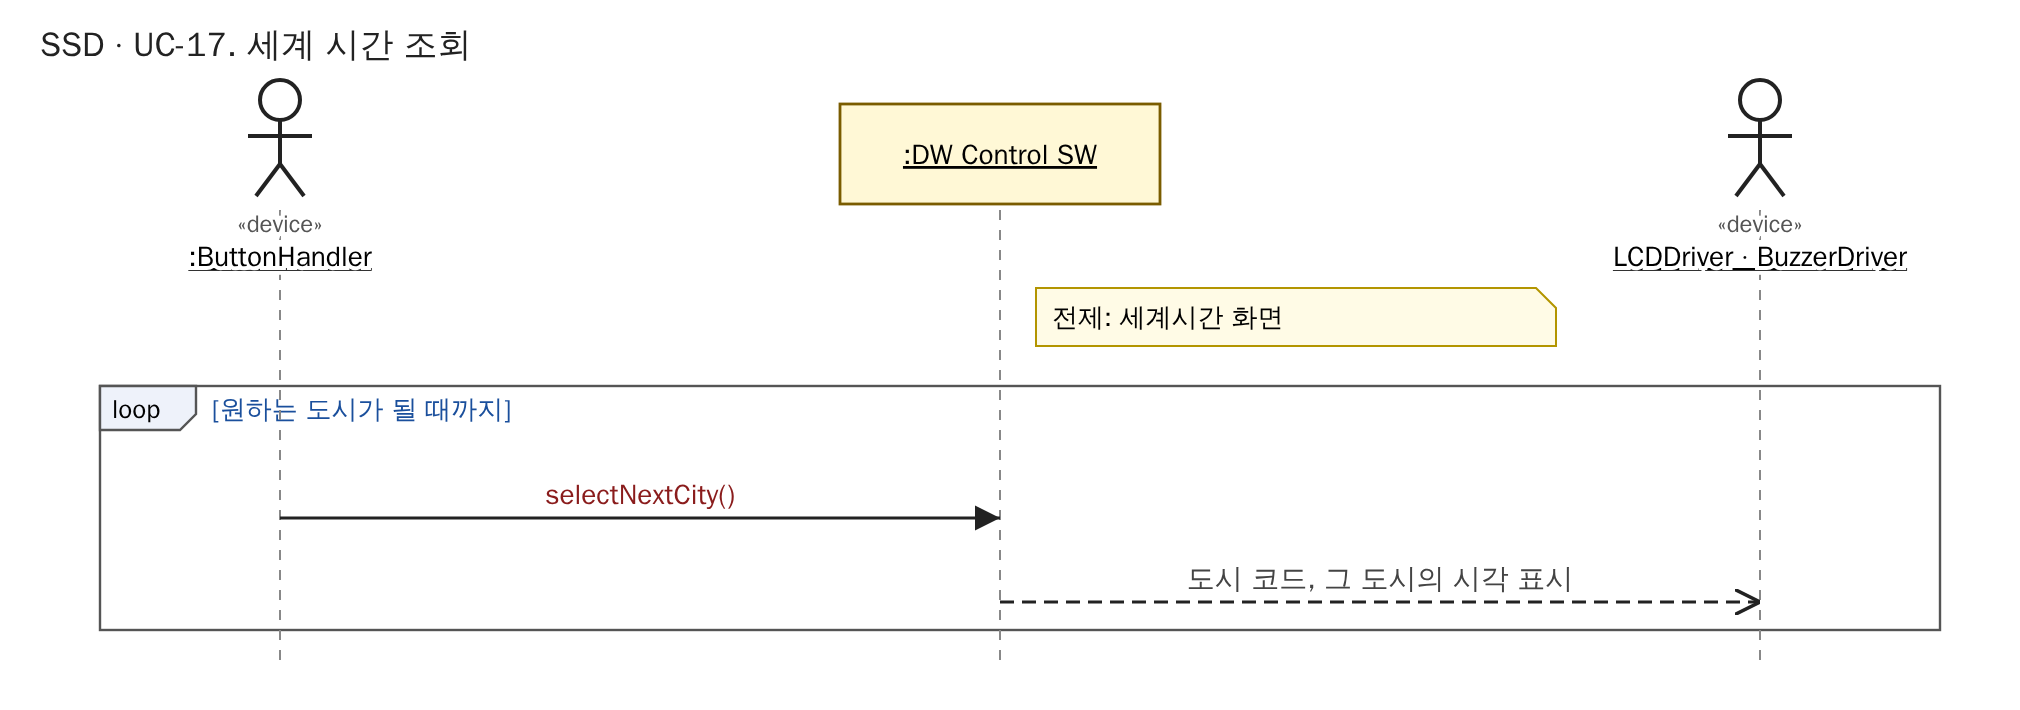 SSD · UC-17. 세계 시간 조회
:DW Control SW
«device»
:ButtonHandler
«device»
LCDDriver · BuzzerDriver
전제: 세계시간 화면
loop [원하는 도시가 될 때까지]
selectNextCity()
도시 코드, 그 도시의 시각 표시